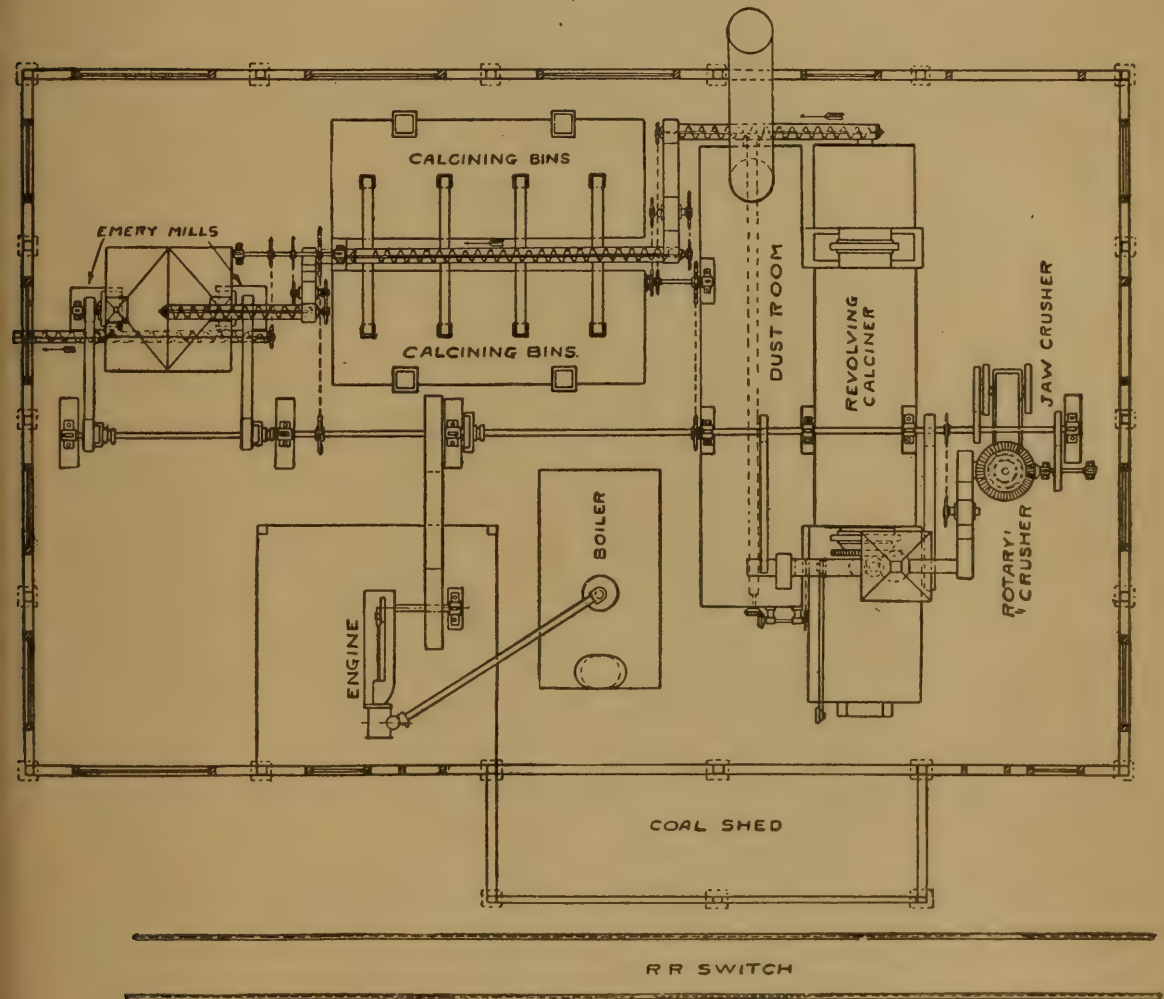 CALCINING BINS
EMERY MILLS
CALCINING BINS.
DUST ROOM
REVOLVING
CALCINER
JAW CRUSHER
ROTARY
CRUSHER
BOILER
ENGINE
COAL SHED
RR SWITCH